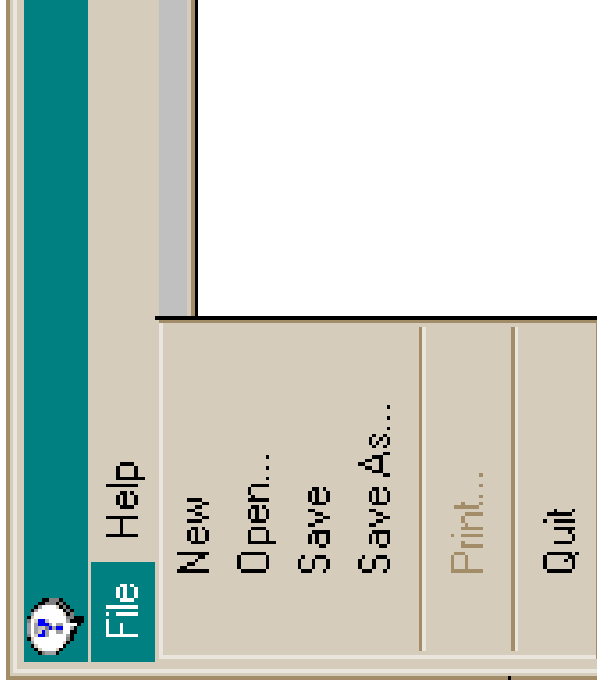 File Help
New
Open...
Save
Save As...
Print...
Quit